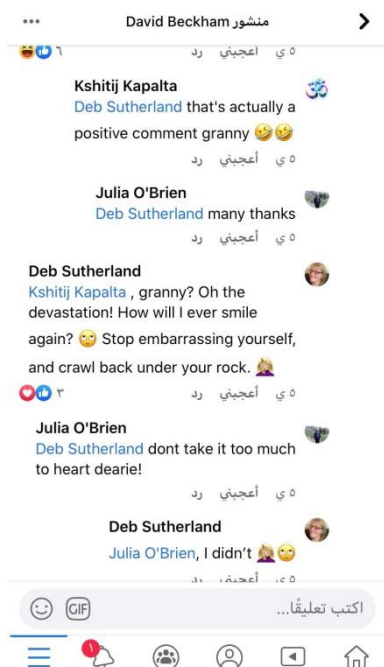 منشور David Beckham
٦
٥ ي أعجبني رد
Kshitij Kapalta
Deb Sutherland that's actually a
positive comment granny 🤣🤣
٥ ي أعجبني رد
Julia O'Brien
Deb Sutherland many thanks
٥ ي أعجبني رد
Deb Sutherland
Kshitij Kapalta , granny? Oh the
devastation! How will I ever smile
again? 🙄 Stop embarrassing yourself,
and crawl back under your rock. 🤦🏼‍♀️
٣
٥ ي أعجبني رد
Julia O'Brien
Deb Sutherland dont take it too much
to heart dearie!
٥ ي أعجبني رد
Deb Sutherland
Julia O'Brien, I didn’t 🤦🏼‍♀️🙄
٥ ي أعجبني رد
اكتب تعليقًا...
GIF
١